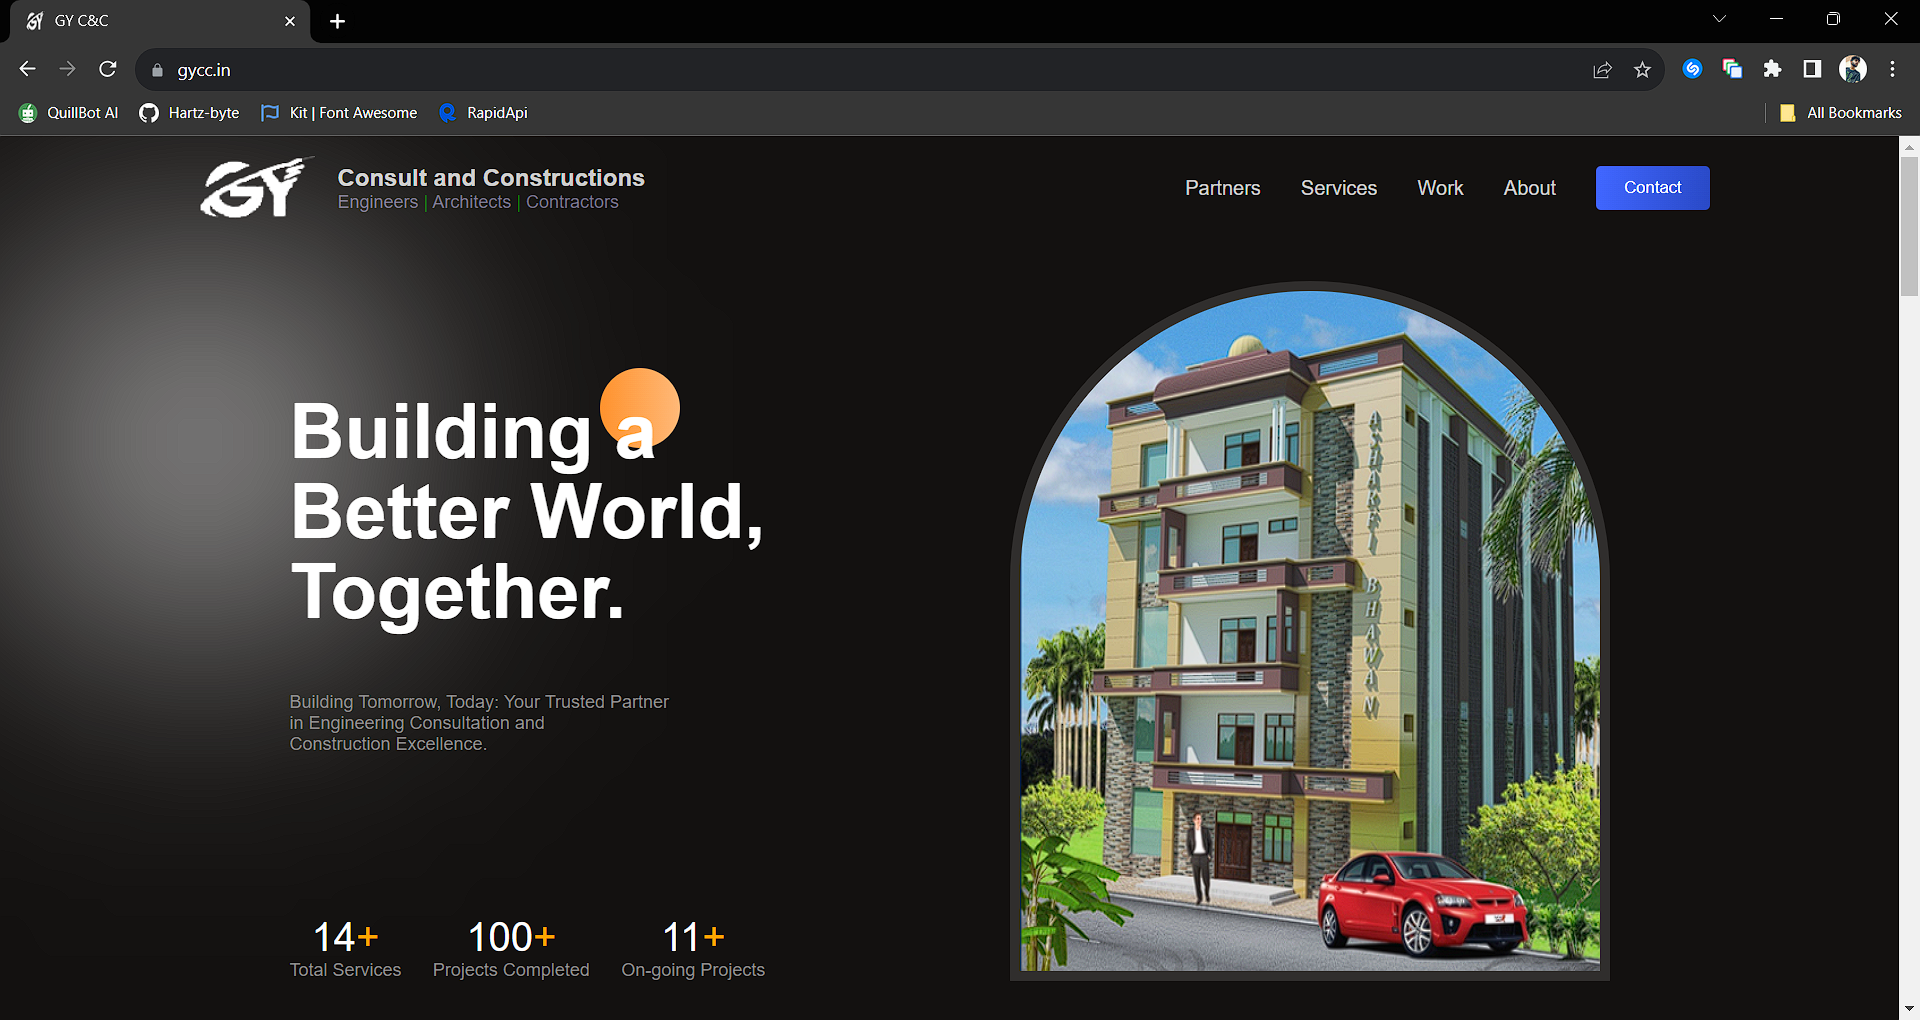 GY C&C
gycc.in
QuillBot AI
Hartz-byte
Kit | Font Awesome
RapidApi
All Bookmarks
GY
Consult and Constructions
Engineers | Architects | Contractors
Partners
Services
Work
About
Contact
Building a
Better World,
Together.
Building Tomorrow, Today: Your Trusted Partner
in Engineering Consultation and
Construction Excellence.
14+
Total Services
100+
Projects Completed
11+
On-going Projects
BHAWAN